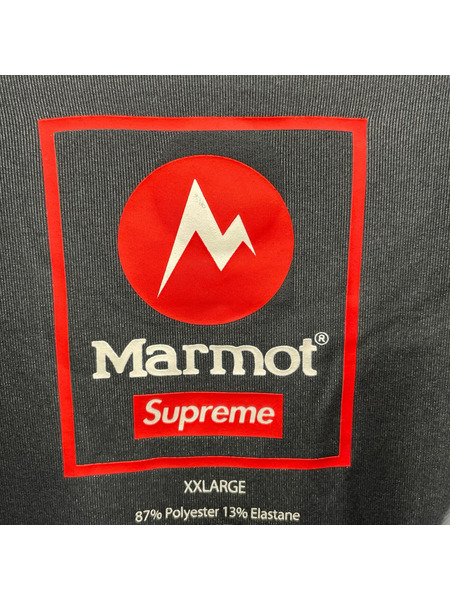 Marmot®
Supreme
XXLARGE
87% Polyester 13% Elastane